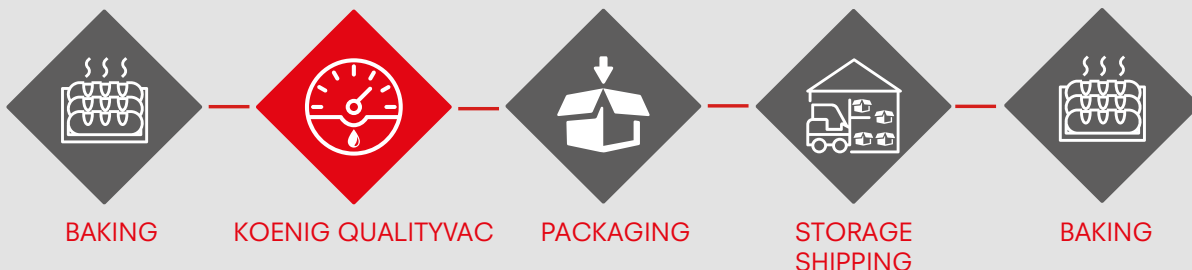 BAKING
KOENIG QUALITYVAC
PACKAGING
STORAGE
SHIPPING
BAKING